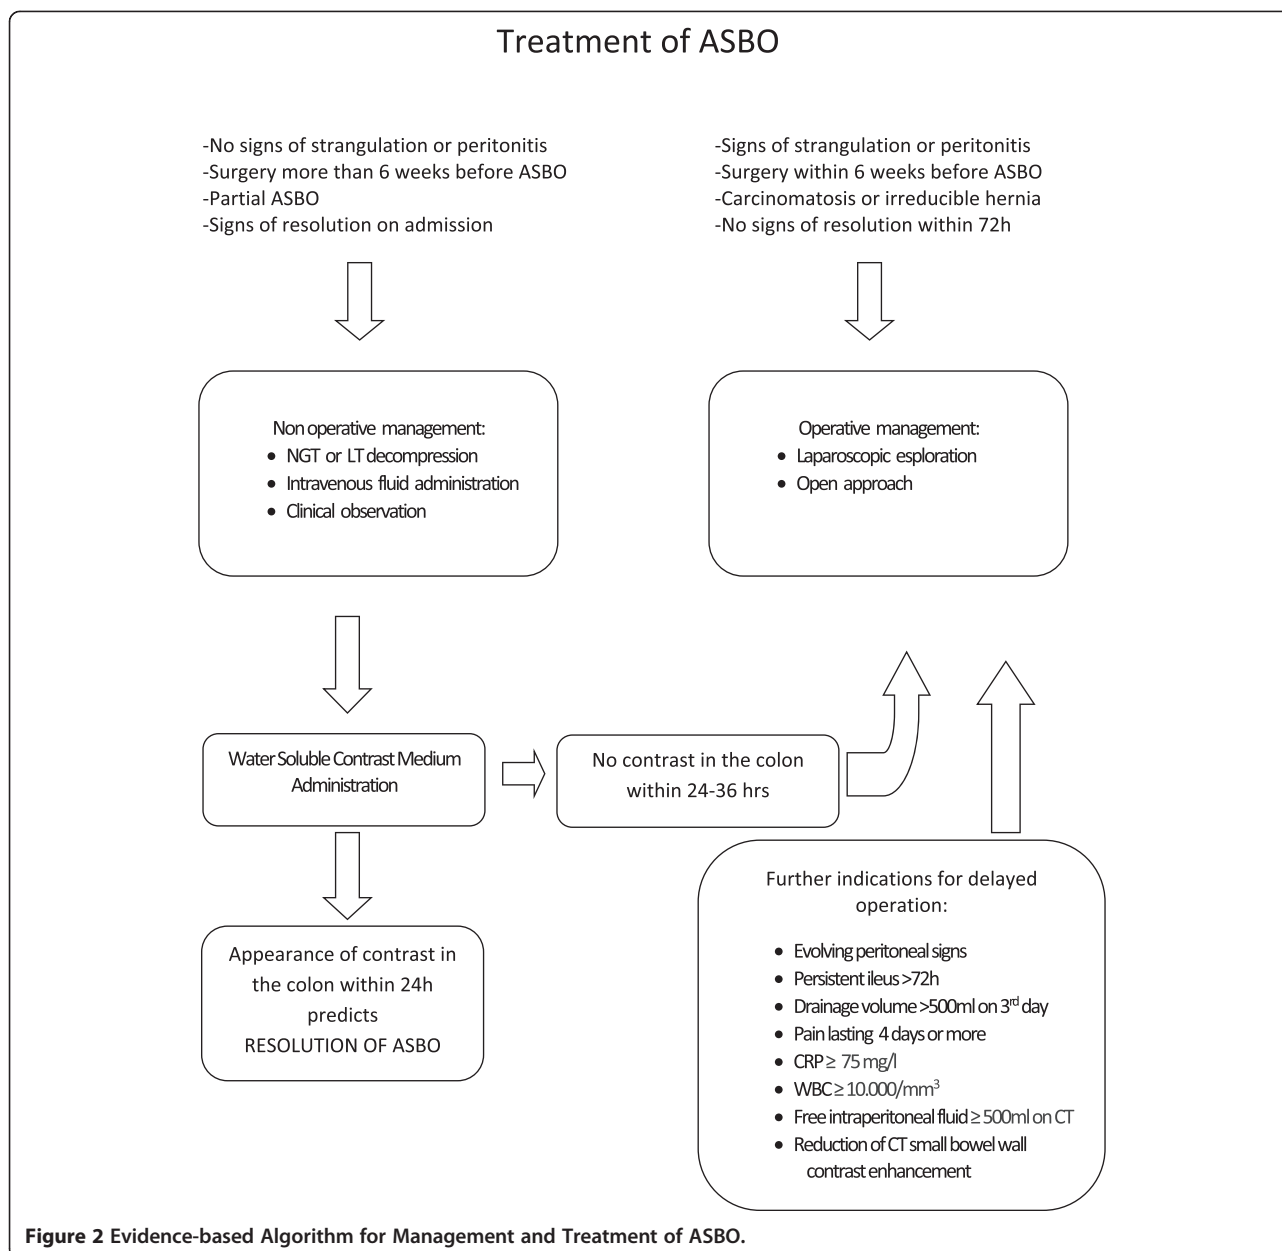 Treatment of ASBO
-No signs of strangulation or peritonitis
-Surgery more than 6 weeks before ASBO
-Partial ASBO
-Signs of resolution on admission
-Signs of strangulation or peritonitis
-Surgery within 6 weeks before ASBO
-Carcinomatosis or irreducible hernia
-No signs of resolution within 72h
Non operative management:
• NGT or LT decompression
• Intravenous fluid administration
• Clinical observation
Operative management:
• Laparoscopic esploration
• Open approach
Water Soluble Contrast Medium
Administration
No contrast in the colon
within 24-36 hrs
Appearance of contrast in
the colon within 24h
predicts
RESOLUTION OF ASBO
Further indications for delayed
operation:
• Evolving peritoneal signs
• Persistent ileus >72h
• Drainage volume >500ml on 3rd day
• Pain lasting 4 days or more
• CRP ≥ 75 mg/l
• WBC ≥ 10.000/mm³
• Free intraperitoneal fluid ≥ 500ml on CT
• Reduction of CT small bowel wall
contrast enhancement
Figure 2 Evidence-based Algorithm for Management and Treatment of ASBO.